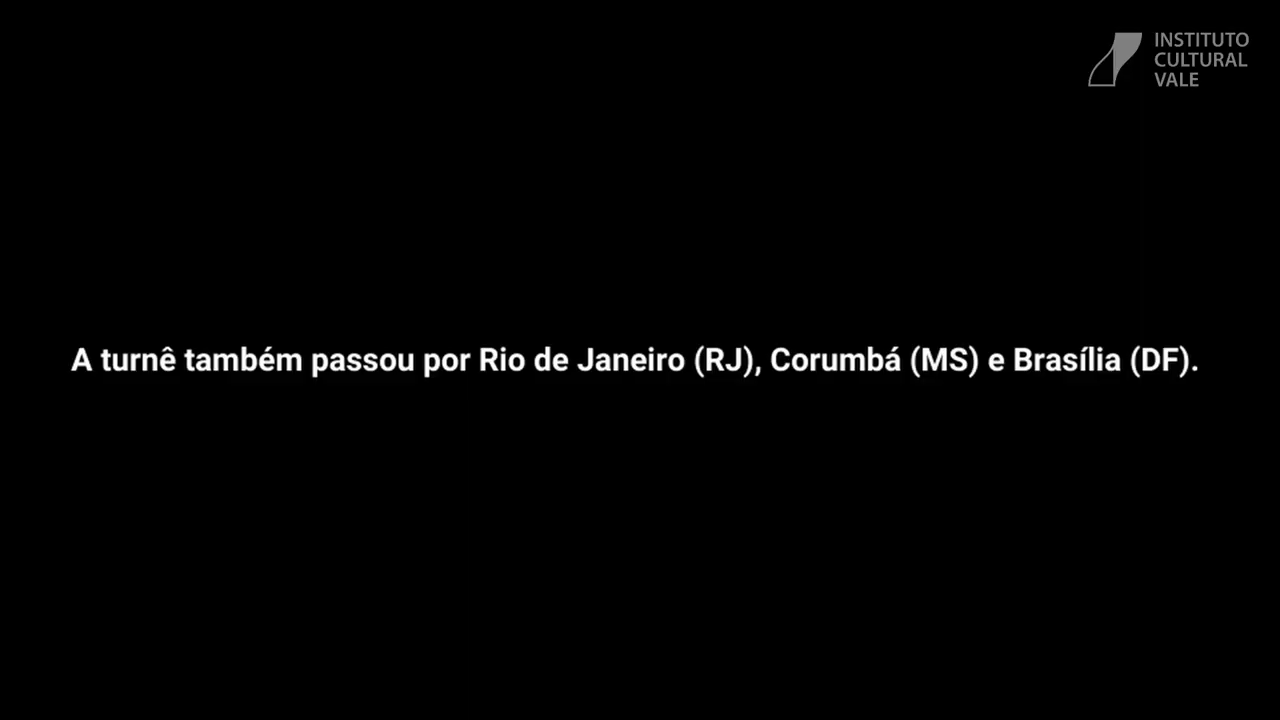 INSTITUTO
CULTURAL
VALE
A turnê também passou por Rio de Janeiro (RJ), Corumbá (MS) e Brasília (DF).